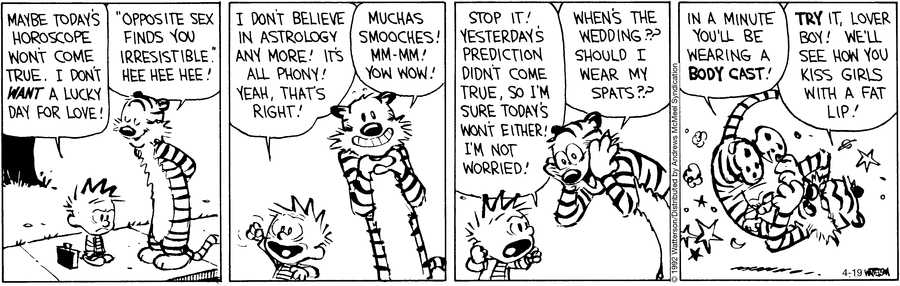 MAYBE TODAY'S
HOROSCOPE
WON'T COME
TRUE. I DON'T
WANT A LUCKY
DAY FOR LOVE!
"OPPOSITE SEX
FINDS YOU
IRRESISTIBLE."
HEE HEE HEE!
I DON'T BELIEVE
IN ASTROLOGY
ANY MORE! IT'S
ALL PHONY!
YEAH, THAT'S
RIGHT!
MUCHAS
SMOOCHES!
MM-MM!
YOW WOW!
STOP IT!
YESTERDAY'S
PREDICTION
DIDN'T COME
TRUE, SO I'M
SURE TODAY'S
WON'T EITHER!
I'M NOT
WORRIED!
WHEN'S THE
WEDDING??
SHOULD I
WEAR MY
SPATS??
© 1992 Watterson/Distributed by Andrews McMeel Syndication
IN A MINUTE
YOU'LL BE
WEARING A
BODY CAST!
TRY IT, LOVER
BOY! WE'LL
SEE HOW YOU
KISS GIRLS
WITH A FAT
LIP!
4-19 WATTERSON